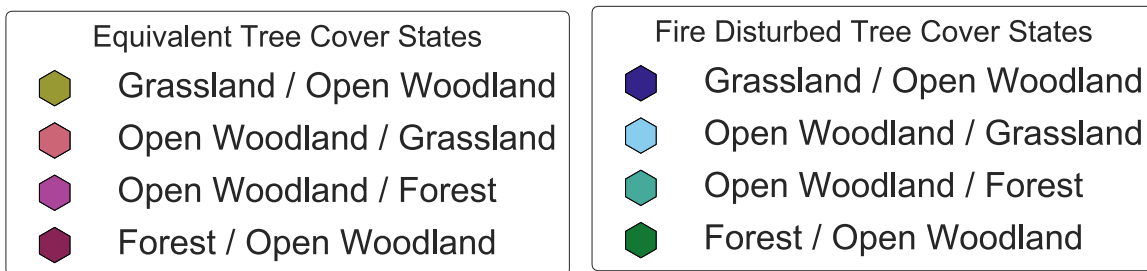 Equivalent Tree Cover States
Grassland / Open Woodland
Open Woodland / Grassland
Open Woodland / Forest
Forest / Open Woodland
Fire Disturbed Tree Cover States
Grassland / Open Woodland
Open Woodland / Grassland
Open Woodland / Forest
Forest / Open Woodland